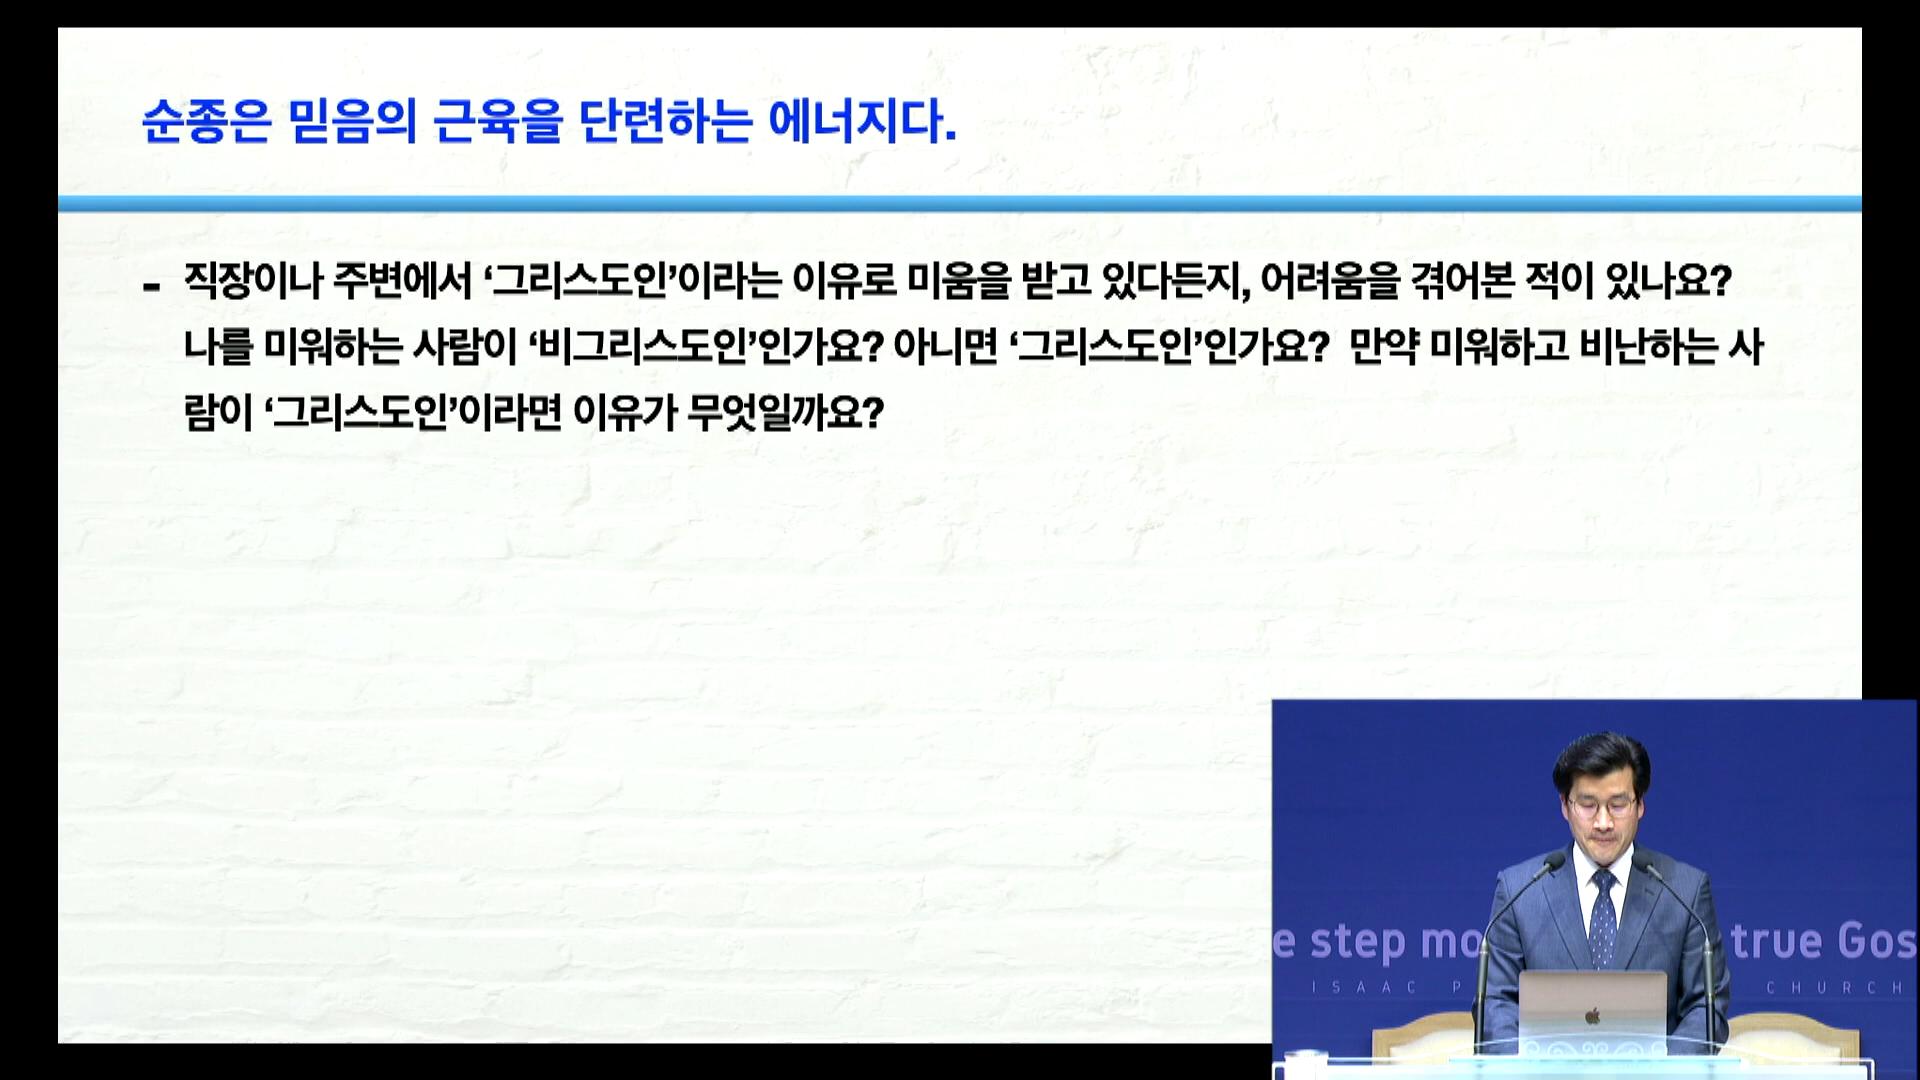 순종은 믿음의 근육을 단련하는 에너지다.
- 직장이나 주변에서 ‘그리스도인’이라는 이유로 미움을 받고 있다든지, 어려움을 겪어본 적이 있나요?
나를 미워하는 사람이 ‘비그리스도인’인가요? 아니면 ‘그리스도인’인가요? 만약 미워하고 비난하는 사
람이 ‘그리스도인’이라면 이유가 무엇일까요?
e step mo true Gos
ISAAC P CHURCH